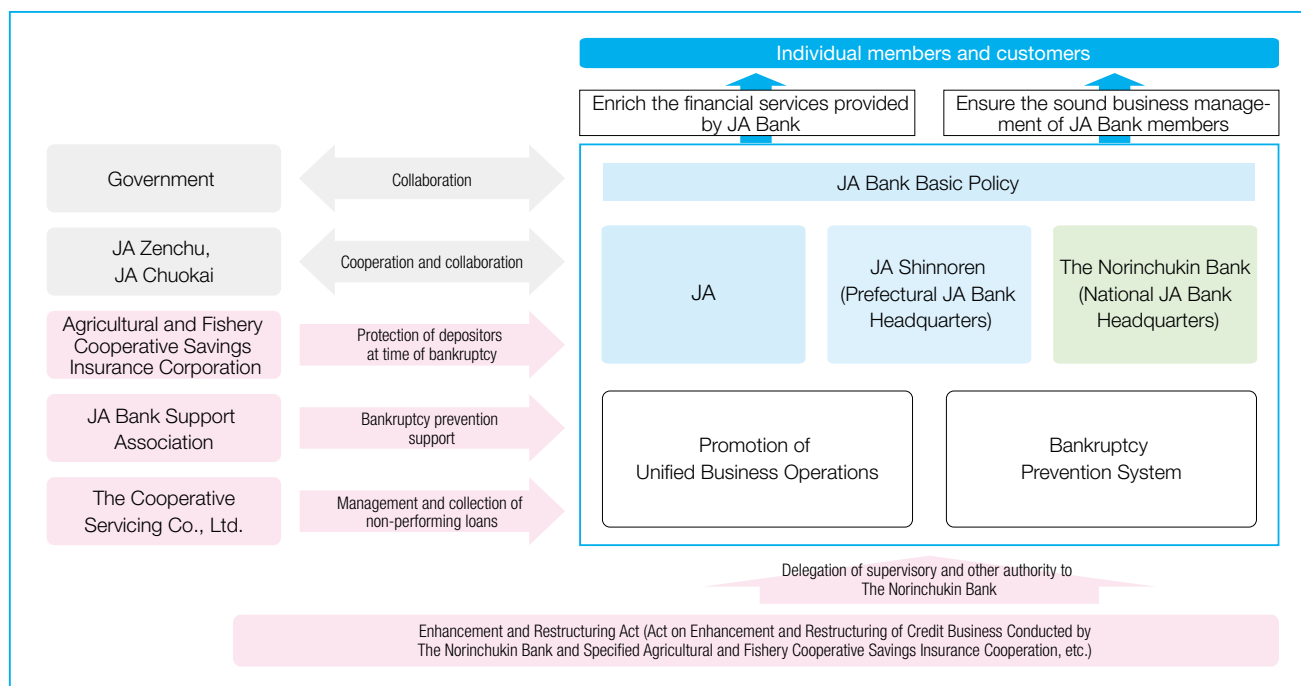 Individual members and customers
Enrich the financial services provided
by JA Bank
Ensure the sound business manage-
ment of JA Bank members
Government
Collaboration
JA Bank Basic Policy
JA Zenchu,
JA Chuokai
Cooperation and collaboration
JA
JA Shinnoren
(Prefectural JA Bank
Headquarters)
The Norinchukin Bank
(National JA Bank
Headquarters)
Agricultural and Fishery
Cooperative Savings
Insurance Corporation
Protection of depositors
at time of bankruptcy
JA Bank Support
Association
Bankruptcy prevention
support
Promotion of
Unified Business Operations
Bankruptcy
Prevention System
The Cooperative
Servicing Co., Ltd.
Management and collection of
non-performing loans
Delegation of supervisory and other authority to
The Norinchukin Bank
Enhancement and Restructuring Act (Act on Enhancement and Restructuring of Credit Business Conducted by
The Norinchukin Bank and Specified Agricultural and Fishery Cooperative Savings Insurance Cooperation, etc.)